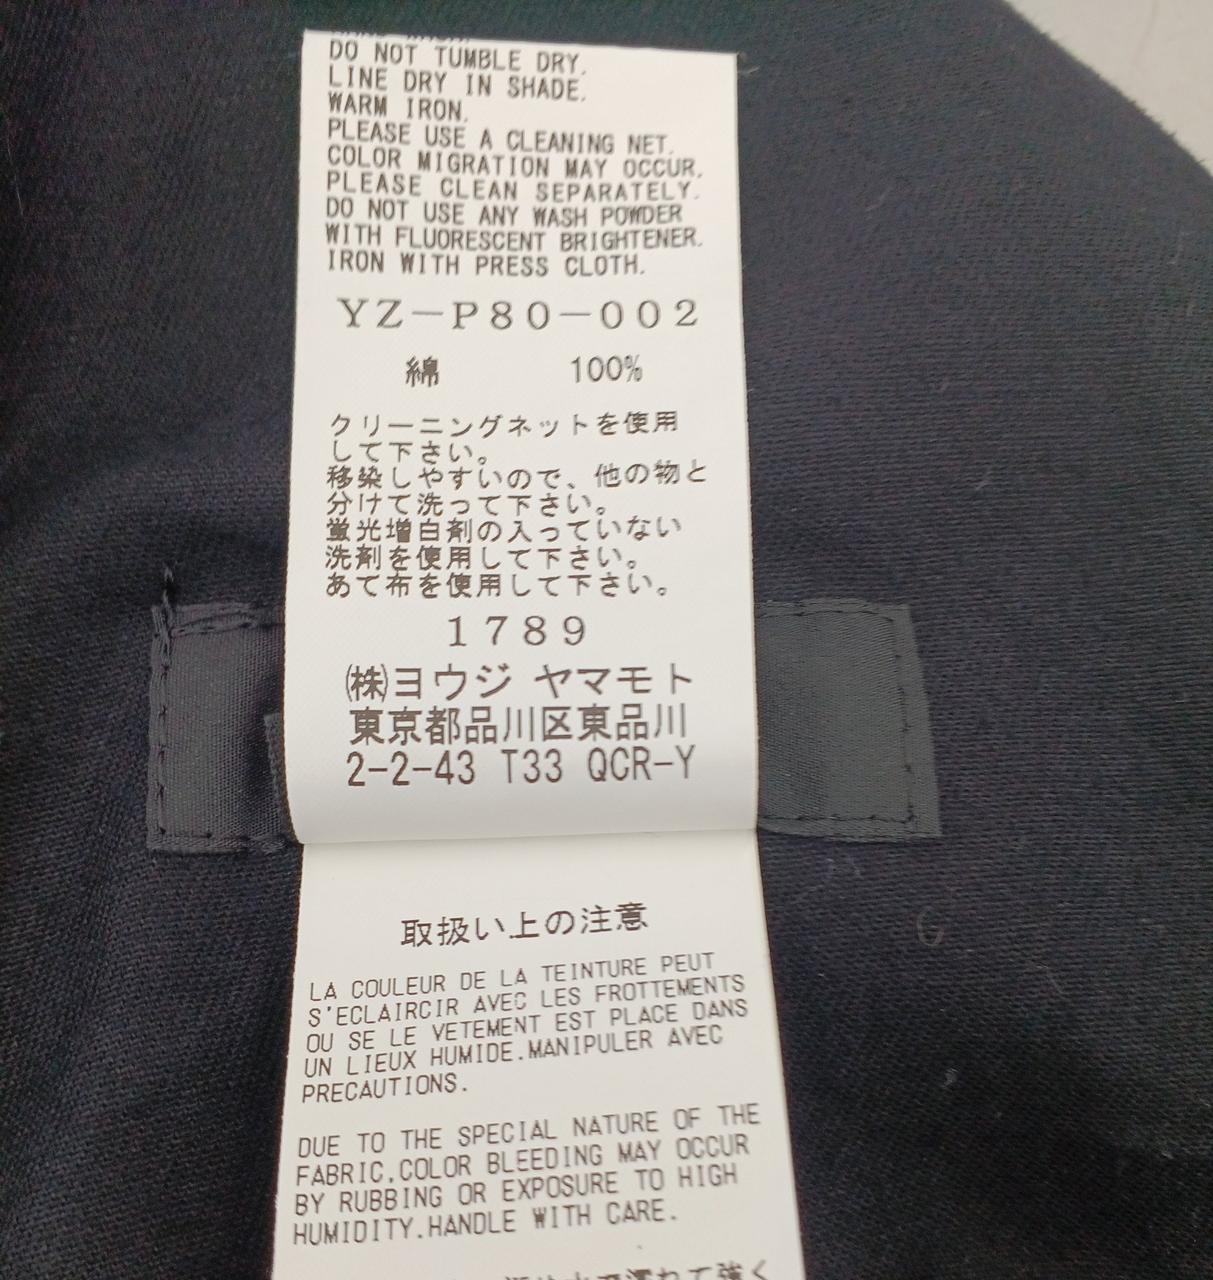 DO NOT TUMBLE DRY.
LINE DRY IN SHADE.
WARM IRON.
PLEASE USE A CLEANING NET.
COLOR MIGRATION MAY OCCUR.
PLEASE CLEAN SEPARATELY.
DO NOT USE ANY WASH POWDER
WITH FLUORESCENT BRIGHTENER.
IRON WITH PRESS CLOTH.
YZ-P80-002
綿 100%
クリーニングネットを使用
して下さい。
移染しやすいので、他の物と
分けて洗って下さい。
蛍光増白剤の入っていない
洗剤を使用して下さい。
あて布を使用して下さい。
1789
㈱ヨウジ ヤマモト
東京都品川区東品川
2-2-43 T33 QCR-Y
取扱い上の注意
LA COULEUR DE LA TEINTURE PEUT
S'ECLAIRCIR AVEC LES FROTTEMENTS
OU SE LE VETEMENT EST PLACE DANS
UN LIEUX HUMIDE.MANIPULER AVEC
PRECAUTIONS.
DUE TO THE SPECIAL NATURE OF THE
FABRIC,COLOR BLEEDING MAY OCCUR
BY RUBBING OR EXPOSURE TO HIGH
HUMIDITY.HANDLE WITH CARE.